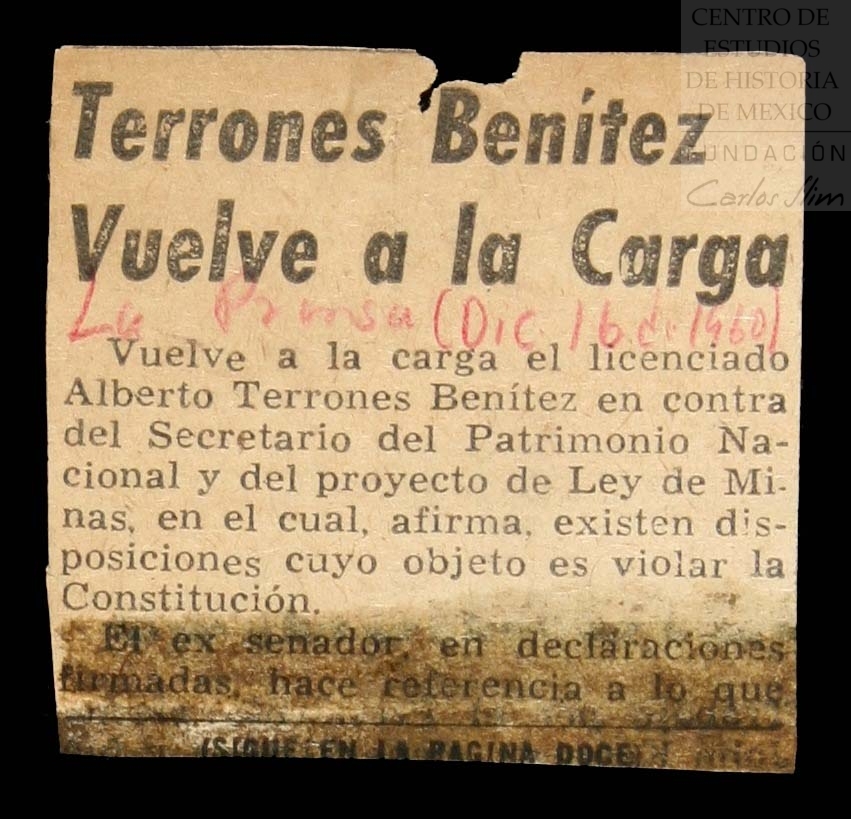 CENTRO DE
ESTUDIOS
DE HISTORIA
DE MEXICO
FUNDACIÓN
Carlos Slim
Terrones Benítez
Vuelve a la Carga
La Prensa (Dic. 16 d. 1960)
Vuelve a la carga el licenciado
Alberto Terrones Benítez en contra
del Secretario del Patrimonio Na-
cional y del proyecto de Ley de Mi-
nas, en el cual, afirma, existen dis-
posiciones cuyo objeto es violar la
Constitución.
El ex senador, en declaraciones
firmadas, hace referencia a lo que
(SIGUE EN LA PAGINA DOCE)